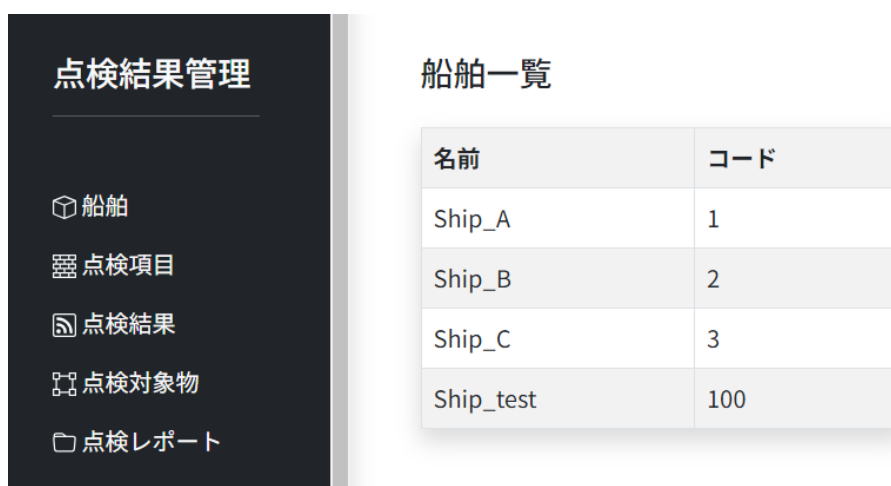 点検結果管理
船舶
点検項目
点検結果
点検対象物
点検レポート
船舶一覧
名前 コード
Ship_A 1
Ship_B 2
Ship_C 3
Ship_test 100